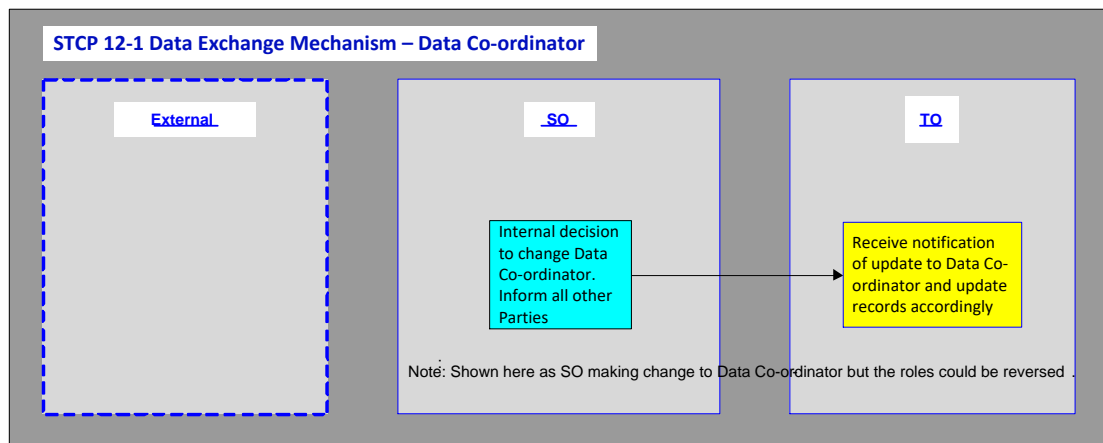 STCP 12-1 Data Exchange Mechanism – Data Co-ordinator
External
SO
TO
Internal decision
to change Data
Co-ordinator.
Inform all other
Parties
Receive notification
of update to Data Co-
ordinator and update
records accordingly
Note: Shown here as SO making change to Data Co-ordinator but the roles could be reversed .